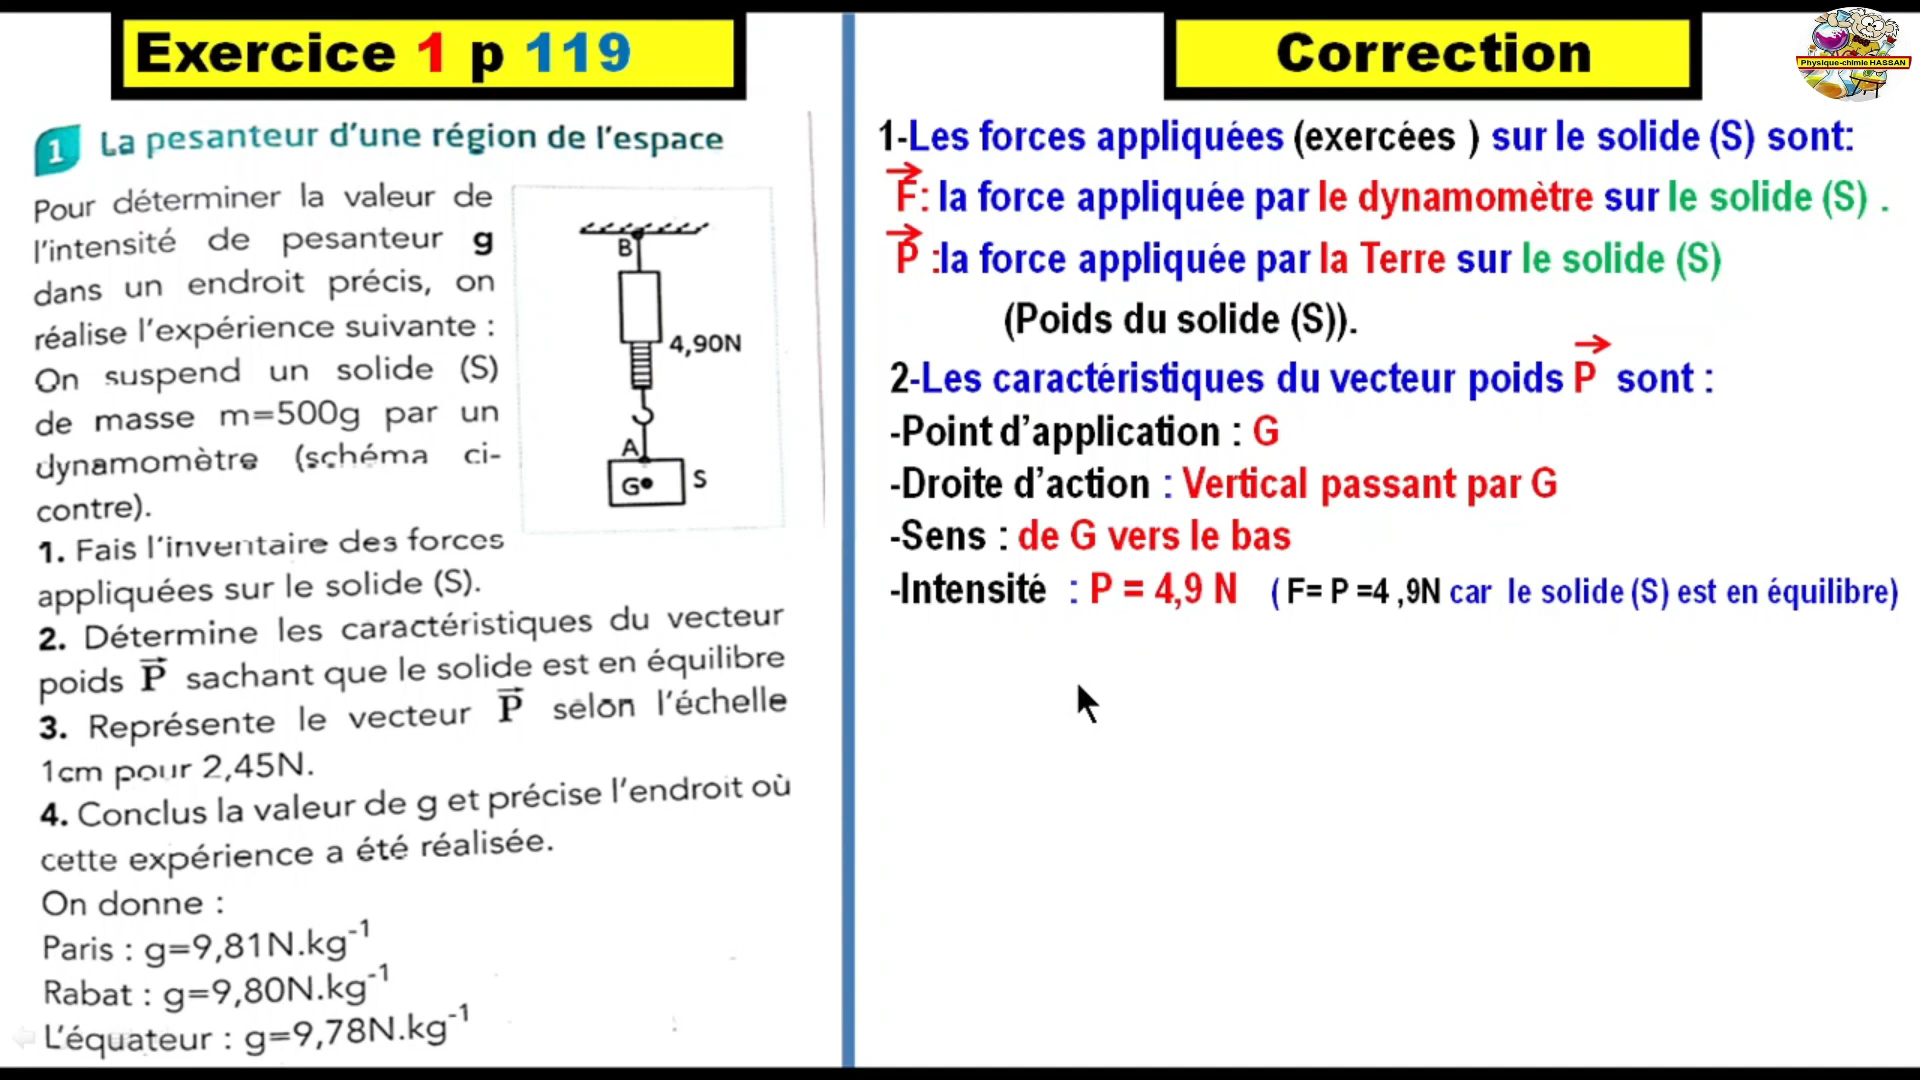 Exercice 1 p 119
1 La pesanteur d'une région de l'espace
Pour déterminer la valeur de
l'intensité de pesanteur g
dans un endroit précis, on
réalise l'expérience suivante :
On suspend un solide (S)
de masse m=500g par un
dynamomètre (schéma ci-
contre).
B
4,90N
A
G
S
1. Fais l'inventaire des forces
appliquées sur le solide (S).
2. Détermine les caractéristiques du vecteur
poids P⃗ sachant que le solide est en équilibre
3. Représente le vecteur P⃗ selon l'échelle
1cm pour 2,45N.
4. Conclus la valeur de g et précise l'endroit où
cette expérience a été réalisée.
On donne :
Paris : g=9,81N.kg⁻¹
Rabat : g=9,80N.kg⁻¹
L'équateur : g=9,78N.kg⁻¹
Correction
Physique-chimie HASSAN
1-Les forces appliquées (exercées ) sur le solide (S) sont:
F⃗: la force appliquée par le dynamomètre sur le solide (S) .
P⃗ :la force appliquée par la Terre sur le solide (S)
(Poids du solide (S)).
2-Les caractéristiques du vecteur poids P⃗ sont :
-Point d'application : G
-Droite d'action : Vertical passant par G
-Sens : de G vers le bas
-Intensité : P = 4,9 N ( F= P =4 ,9N car le solide (S) est en équilibre)